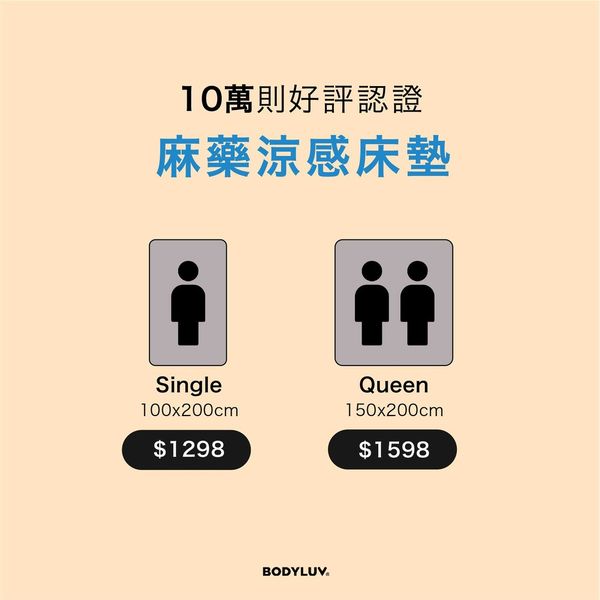 10萬則好評認證
麻藥涼感床墊
Single
100x200cm
$1298
Queen
150x200cm
$1598
BODYLUV®